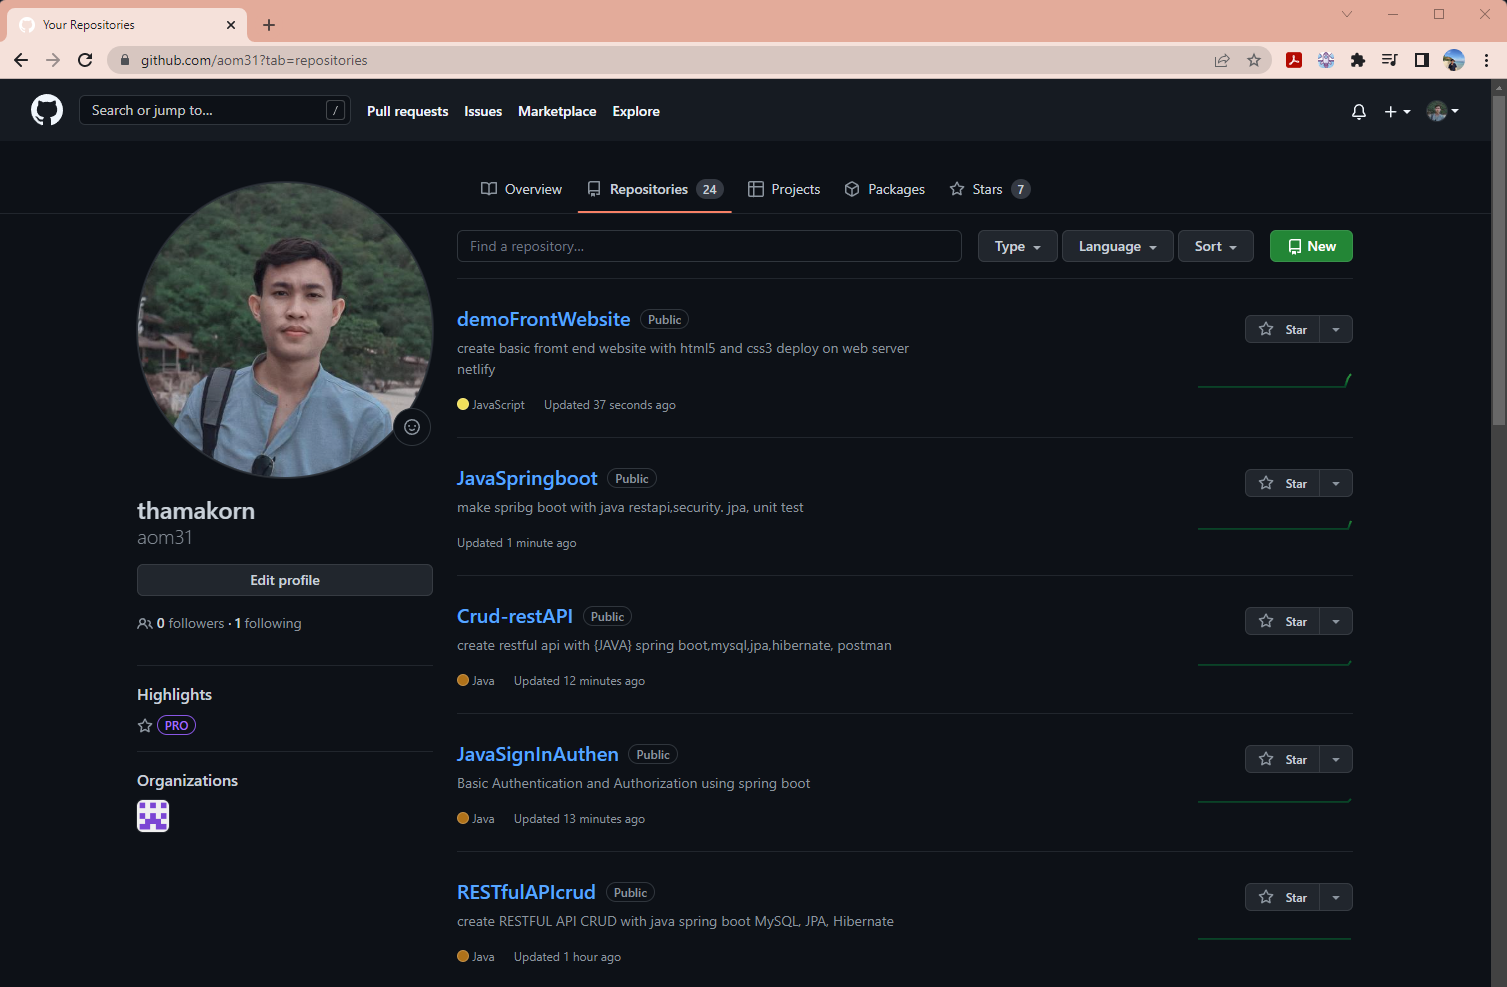 Your Repositories
github.com/aom31?tab=repositories
Search or jump to... /
Pull requests
Issues
Marketplace
Explore
Overview
Repositories 24
Projects
Packages
Stars 7
Find a repository...
Type
Language
Sort
New
thamakorn
aom31
Edit profile
0 followers · 1 following
Highlights
PRO
Organizations
demoFrontWebsite Public
Star
create basic fromt end website with html5 and css3 deploy on web server
netlify
JavaScript Updated 37 seconds ago
JavaSpringboot Public
Star
make spribg boot with java restapi,security. jpa, unit test
Updated 1 minute ago
Crud-restAPI Public
Star
create restful api with {JAVA} spring boot,mysql,jpa,hibernate, postman
Java Updated 12 minutes ago
JavaSignInAuthen Public
Star
Basic Authentication and Authorization using spring boot
Java Updated 13 minutes ago
RESTfulAPIcrud Public
Star
create RESTFUL API CRUD with java spring boot MySQL, JPA, Hibernate
Java Updated 1 hour ago